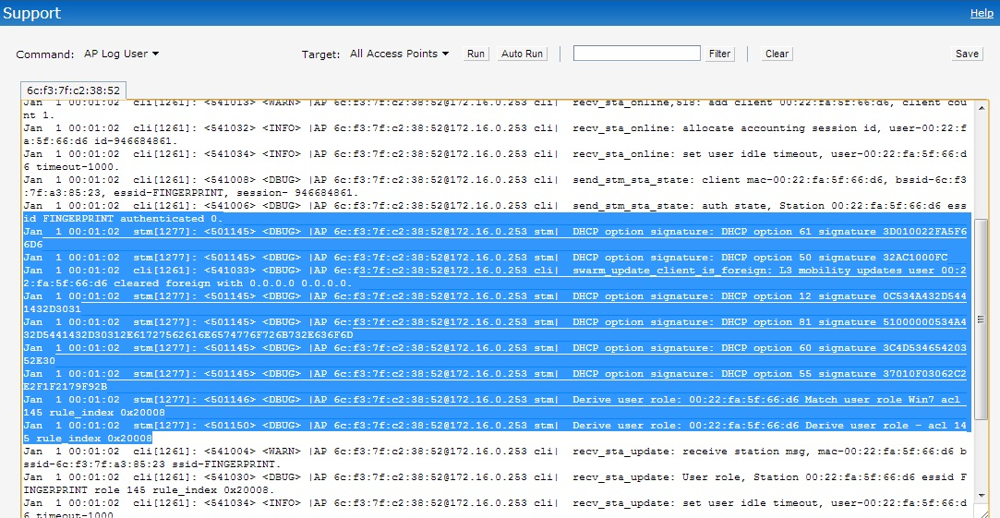 Support
Help
Command: AP Log User
Target: All Access Points
Run
Auto Run
Filter
Clear
Save
6c:f3:7f:c2:38:52
Jan  1 00:01:02  cli[1261]: <541013> <WARN> |AP 6c:f3:7f:c2:38:52@172.16.0.253 cli|  recv_sta_online,518: add client 00:22:fa:5f:66:d6, client cou
nt 1.
Jan  1 00:01:02  cli[1261]: <541032> <INFO> |AP 6c:f3:7f:c2:38:52@172.16.0.253 cli|  recv_sta_online: allocate accounting session id, user-00:22:f
a:5f:66:d6 id-946684861.
Jan  1 00:01:02  cli[1261]: <541034> <INFO> |AP 6c:f3:7f:c2:38:52@172.16.0.253 cli|  recv_sta_online: set user idle timeout, user-00:22:fa:5f:66:d
6 timeout-1000.
Jan  1 00:01:02  cli[1261]: <541008> <DBUG> |AP 6c:f3:7f:c2:38:52@172.16.0.253 cli|  send_stm_sta_state: client mac-00:22:fa:5f:66:d6, bssid-6c:f3
:7f:a3:85:23, essid-FINGERPRINT, session- 946684861.
Jan  1 00:01:02  cli[1261]: <541006> <DBUG> |AP 6c:f3:7f:c2:38:52@172.16.0.253 cli|  send_stm_sta_state: auth state, Station 00:22:fa:5f:66:d6 ess
id FINGERPRINT authenticated 0.
Jan  1 00:01:02  stm[1277]: <501145> <DBUG> |AP 6c:f3:7f:c2:38:52@172.16.0.253 stm|  DHCP option signature: DHCP option 61 signature 3D010022FA5F6
6D6
Jan  1 00:01:02  stm[1277]: <501145> <DBUG> |AP 6c:f3:7f:c2:38:52@172.16.0.253 stm|  DHCP option signature: DHCP option 50 signature 32AC1000FC
Jan  1 00:01:02  cli[1261]: <541033> <DBUG> |AP 6c:f3:7f:c2:38:52@172.16.0.253 cli|  swarm_update_client_is_foreign: L3 mobility updates user 00:2
2:fa:5f:66:d6 cleared foreign with 0.0.0.0 0.0.0.0.
Jan  1 00:01:02  stm[1277]: <501145> <DBUG> |AP 6c:f3:7f:c2:38:52@172.16.0.253 stm|  DHCP option signature: DHCP option 12 signature 0C534A432D544
1432D3031
Jan  1 00:01:02  stm[1277]: <501145> <DBUG> |AP 6c:f3:7f:c2:38:52@172.16.0.253 stm|  DHCP option signature: DHCP option 81 signature 51000000534A4
32D5441432D30312E61727562616E6574776F726B732E636F6D
Jan  1 00:01:02  stm[1277]: <501145> <DBUG> |AP 6c:f3:7f:c2:38:52@172.16.0.253 stm|  DHCP option signature: DHCP option 60 signature 3C4D534654203
52E30
Jan  1 00:01:02  stm[1277]: <501145> <DBUG> |AP 6c:f3:7f:c2:38:52@172.16.0.253 stm|  DHCP option signature: DHCP option 55 signature 37010F03062C2
E2F1F2179F92B
Jan  1 00:01:02  stm[1277]: <501146> <DBUG> |AP 6c:f3:7f:c2:38:52@172.16.0.253 stm|  Derive user role: 00:22:fa:5f:66:d6 Match user role Win7 acl
145 rule_index 0x20008
Jan  1 00:01:02  stm[1277]: <501150> <DBUG> |AP 6c:f3:7f:c2:38:52@172.16.0.253 stm|  Derive user role: 00:22:fa:5f:66:d6 Derive user role - acl 14
5 rule_index 0x20008
Jan  1 00:01:02  cli[1261]: <541004> <WARN> |AP 6c:f3:7f:c2:38:52@172.16.0.253 cli|  recv_sta_update: receive station msg, mac-00:22:fa:5f:66:d6 b
ssid-6c:f3:7f:a3:85:23 ssid-FINGERPRINT.
Jan  1 00:01:02  cli[1261]: <541030> <DBUG> |AP 6c:f3:7f:c2:38:52@172.16.0.253 cli|  recv_sta_update: User role, Station 00:22:fa:5f:66:d6 essid F
INGERPRINT role 145 rule_index 0x20008.
Jan  1 00:01:02  cli[1261]: <541034> <INFO> |AP 6c:f3:7f:c2:38:52@172.16.0.253 cli|  recv_sta_update: set user idle timeout, user-00:22:fa:5f:66:d
6 timeout-1000